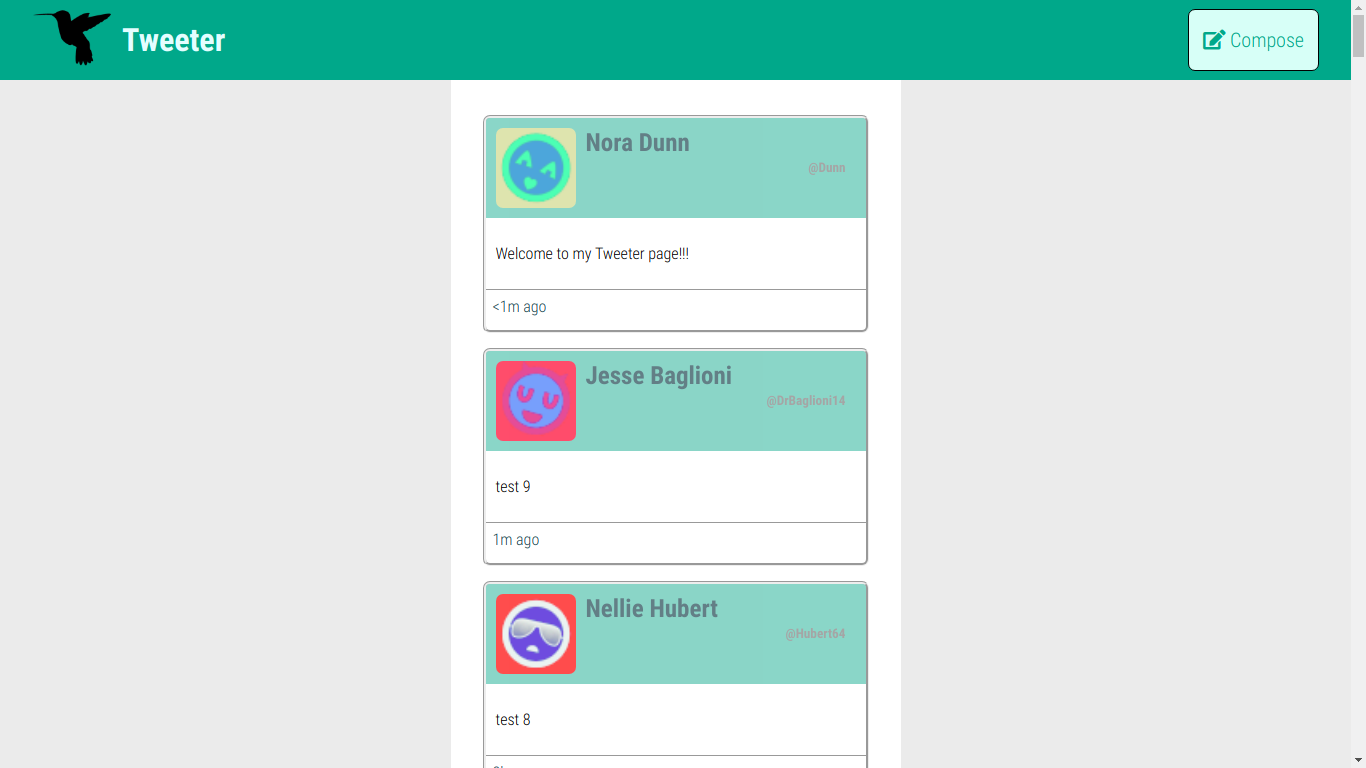 Tweeter
Compose
Nora Dunn
@Dunn
Welcome to my Tweeter page!!!
<1m ago
Jesse Baglioni
@DrBaglioni14
test 9
1m ago
Nellie Hubert
@Hubert64
test 8